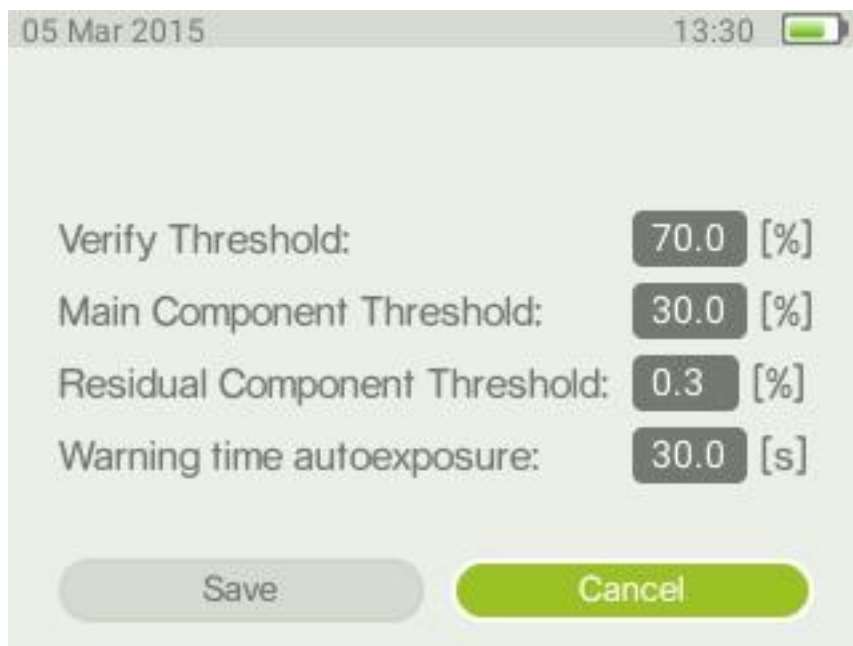 05 Mar 2015 13:30
Verify Threshold: 70.0 [%]
Main Component Threshold: 30.0 [%]
Residual Component Threshold: 0.3 [%]
Warning time autoexposure: 30.0 [s]
Save Cancel